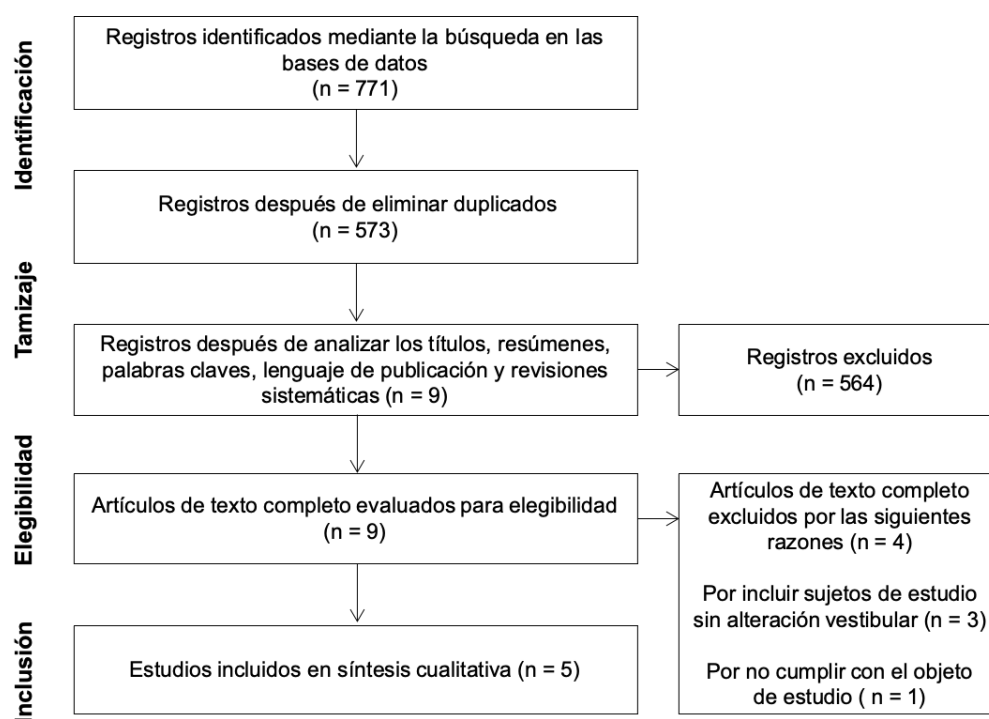 Identificación
Registros identificados mediante la búsqueda en las
bases de datos
(n = 771)
Registros después de eliminar duplicados
(n = 573)
Tamizaje
Registros después de analizar los títulos, resúmenes,
palabras claves, lenguaje de publicación y revisiones
sistemáticas (n = 9)
Registros excluidos
(n = 564)
Elegibilidad
Artículos de texto completo evaluados para elegibilidad
(n = 9)
Artículos de texto completo
excluidos por las siguientes
razones (n = 4)
Por incluir sujetos de estudio
sin alteración vestibular (n = 3)
Por no cumplir con el objeto
de estudio ( n = 1)
Inclusión
Estudios incluidos en síntesis cualitativa (n = 5)